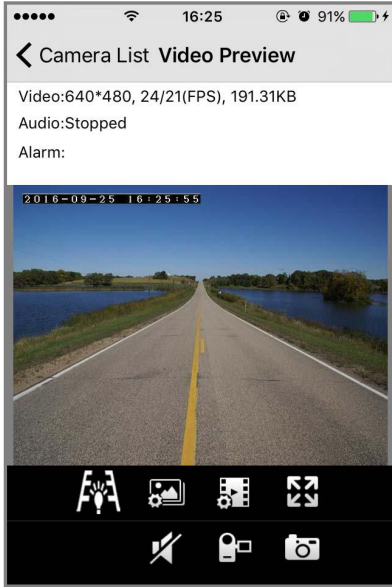 16:25 91%
Camera List Video Preview
Video:640*480, 24/21(FPS), 191.31KB
Audio:Stopped
Alarm:
2016-09-25 16:25:55